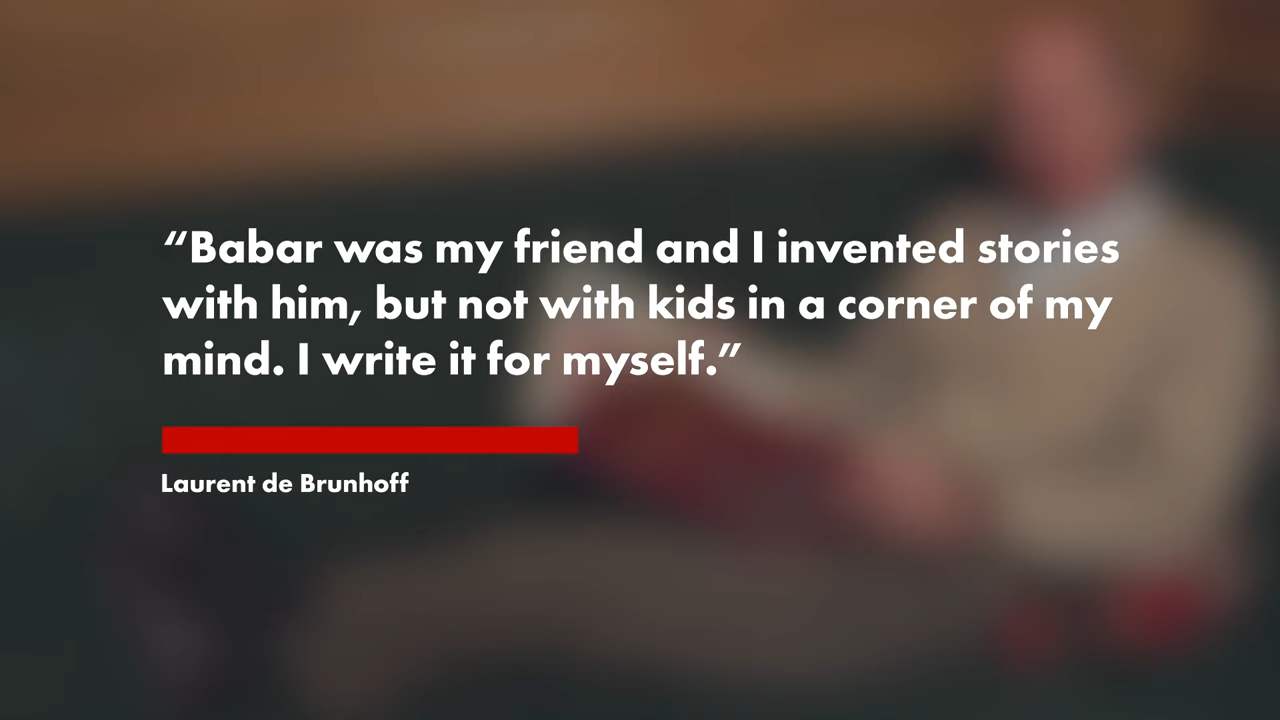 “Babar was my friend and I invented stories
with him, but not with kids in a corner of my
mind. I write it for myself.”
Laurent de Brunhoff